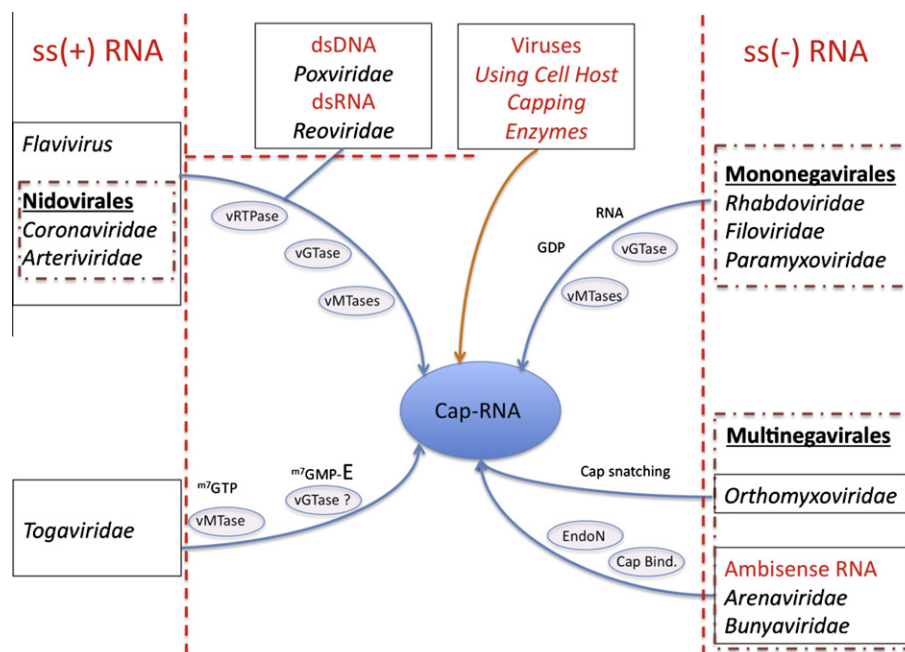 ss(+) RNA
dsDNA
Poxviridae
dsRNA
Reoviridae
Viruses
Using Cell Host
Capping
Enzymes
ss(-) RNA
Flavivirus
Nidovirales
Coronaviridae
Arteriviridae
vRTPase
vGTase
vMTases
RNA
GDP
vGTase
vMTases
Mononegavirales
Rhabdoviridae
Filoviridae
Paramyxoviridae
Cap-RNA
Togaviridae
m7GTP
vMTase
m7GMP-E
vGTase ?
Cap snatching
EndoN
Cap Bind.
Multinegavirales
Orthomyxoviridae
Ambisense RNA
Arenaviridae
Bunyaviridae